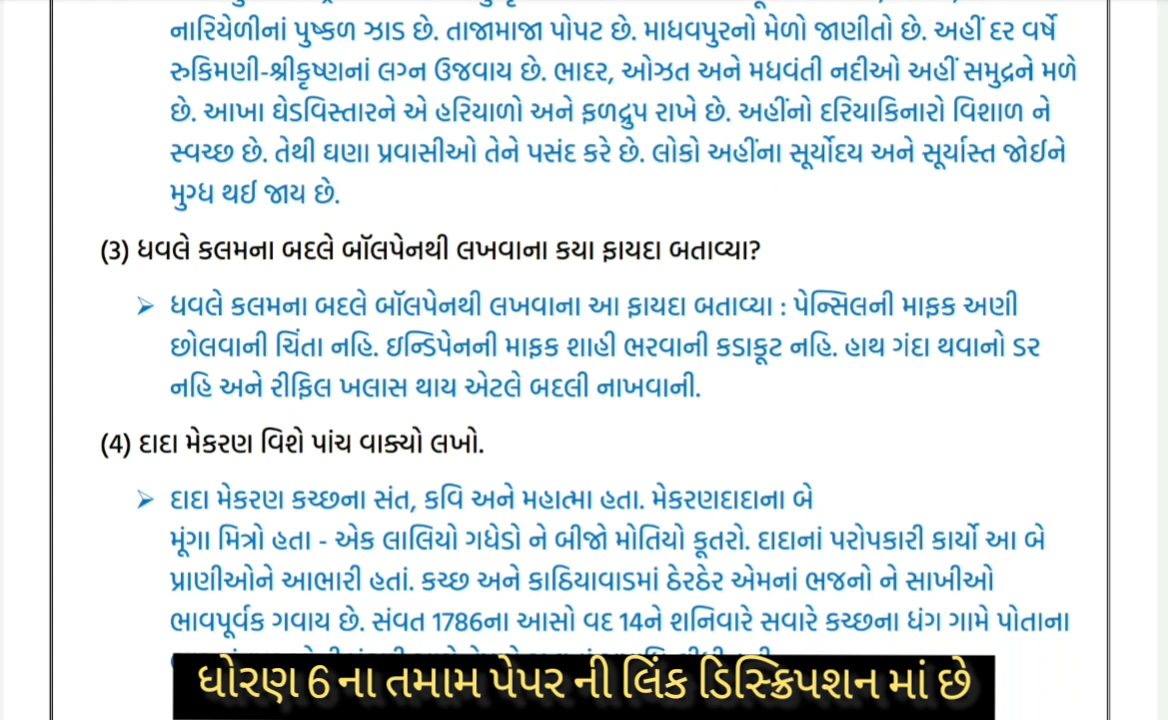 નારિયેળીનાં પુષ્કળ ઝાડ છે. તાજામાજા પોપટ છે. માધવપુરનો મેળો જાણીતો છે. અહીં દર વર્ષે
રુકિમણી-શ્રીકૃષ્ણનાં લગ્ન ઉજવાય છે. ભાદર, ઓઝત અને મધવંતી નદીઓ અહીં સમુદ્રને મળે
છે. આખા ઘેડવિસ્તારને એ હરિયાળો અને ફળદ્રુપ રાખે છે. અહીંનો દરિયાકિનારો વિશાળ ને
સ્વચ્છ છે. તેથી ઘણા પ્રવાસીઓ તેને પસંદ કરે છે. લોકો અહીંના સૂર્યોદય અને સૂર્યાસ્ત જોઈને
મુગ્ધ થઈ જાય છે.
(3) ધવલે કલમના બદલે બૉલપેનથી લખવાના કયા ફાયદા બતાવ્યા?
➢ ધવલે કલમના બદલે બૉલપેનથી લખવાના આ ફાયદા બતાવ્યા : પેન્સિલની માફક અણી
છોલવાની ચિંતા નહિ. ઇન્ડિપેનની માફક શાહી ભરવાની કડાકૂટ નહિ. હાથ ગંદા થવાનો ડર
નહિ અને રીફિલ ખલાસ થાય એટલે બદલી નાખવાની.
(4) દાદા મેકરણ વિશે પાંચ વાક્યો લખો.
➢ દાદા મેકરણ કચ્છના સંત, કવિ અને મહાત્મા હતા. મેકરણદાદાના બે
મૂંગા મિત્રો હતા - એક લાલિયો ગધેડો ને બીજો મોતિયો કૂતરો. દાદાનાં પરોપકારી કાર્યો આ બે
પ્રાણીઓને આભારી હતાં. કચ્છ અને કાઠિયાવાડમાં ઠેરઠેર એમનાં ભજનો ને સાખીઓ
ભાવપૂર્વક ગવાય છે. સંવત 1786ના આસો વદ 14ને શનિવારે સવારે કચ્છના ધંગ ગામે પોતાના
ધોરણ 6 ના તમામ પેપર ની લિંક ડિસ્ક્રિપશન માં છે